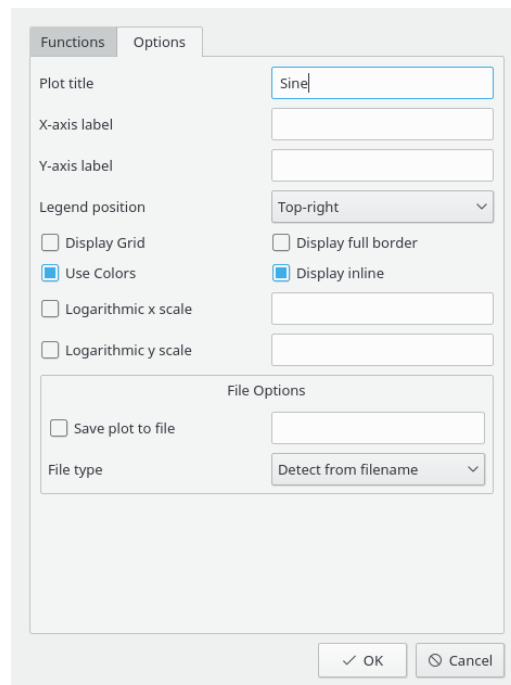 Functions Options
Plot title Sine
X-axis label
Y-axis label
Legend position Top-right
Display Grid Display full border
Use Colors Display inline
Logarithmic x scale
Logarithmic y scale
File Options
Save plot to file
File type Detect from filename
OK Cancel